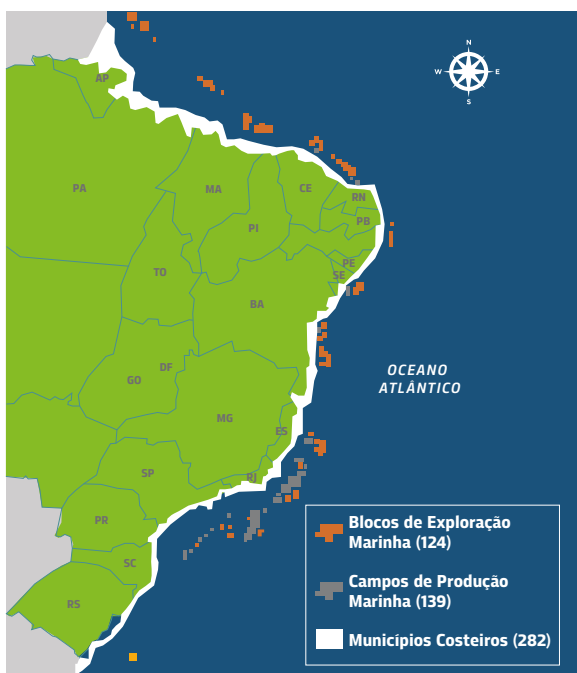 N
W E
S
AP
PA
MA
CE
RN
PB
PI
PE
SE
TO
BA
DF
GO
MG
ES
SP
RJ
PR
SC
RS
OCEANO
ATLÂNTICO
Blocos de Exploração
Marinha (124)
Campos de Produção
Marinha (139)
Municípios Costeiros (282)